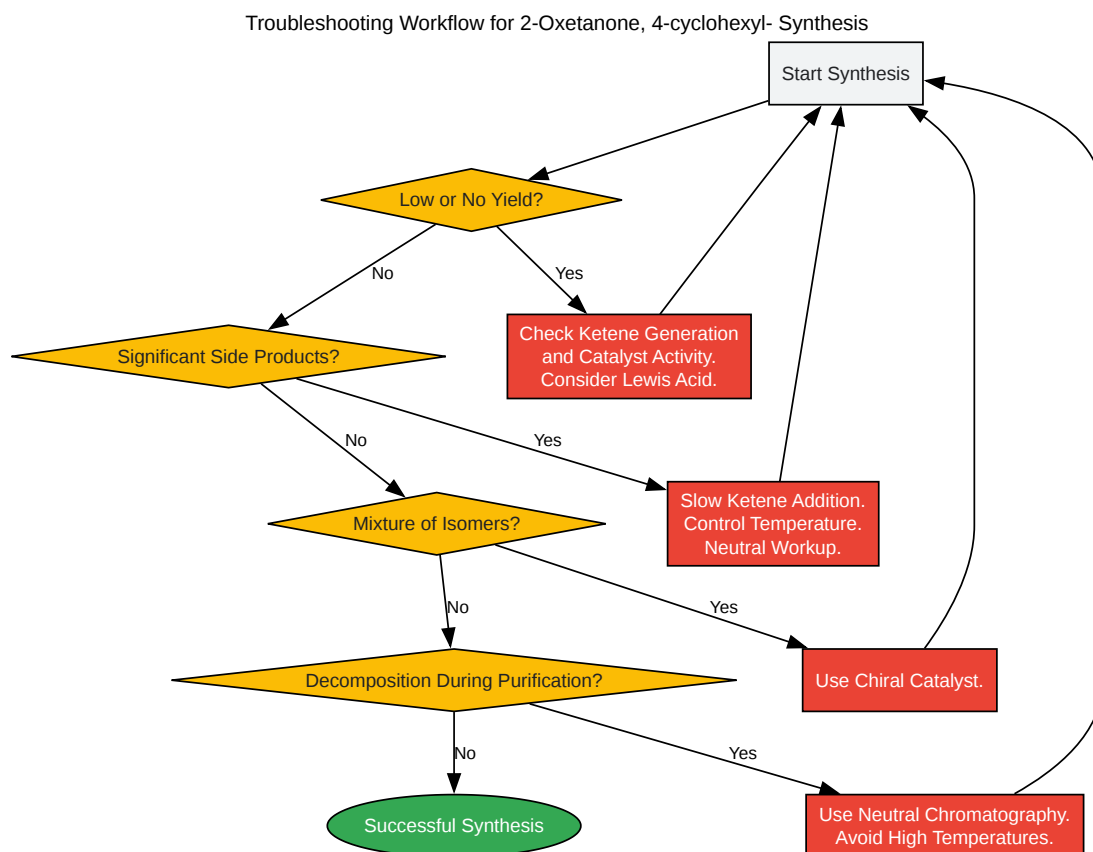 Troubleshooting Workflow for 2-Oxetanone, 4-cyclohexyl- Synthesis
Start Synthesis
Low or No Yield?
No
Yes
Check Ketene Generation
and Catalyst Activity.
Consider Lewis Acid.
Significant Side Products?
No
Yes
Slow Ketene Addition.
Control Temperature.
Neutral Workup.
Mixture of Isomers?
No
Yes
Use Chiral Catalyst.
Decomposition During Purification?
No
Yes
Use Neutral Chromatography.
Avoid High Temperatures.
Successful Synthesis